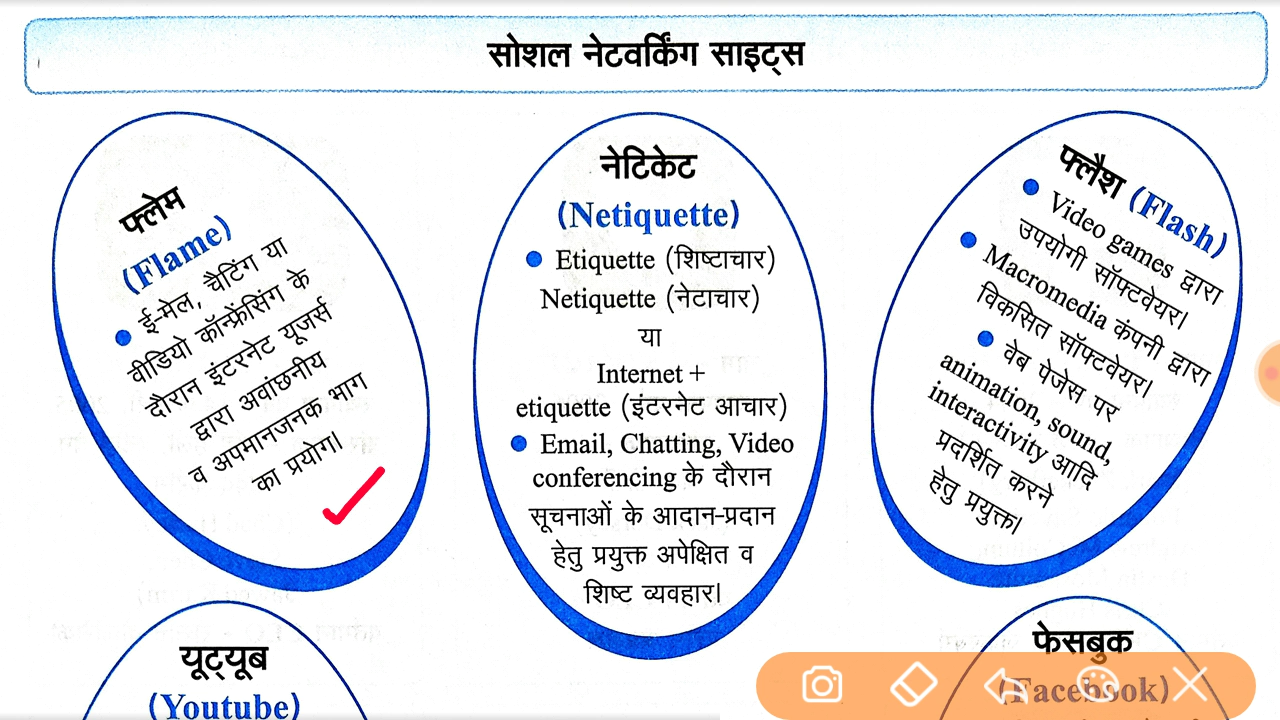 सोशल नेटवर्किंग साइट्स
फ्लेम
(Flame)
ई-मेल, चैटिंग या
वीडियो कॉन्फ्रेंसिंग के
दौरान इंटरनेट यूजर्स
द्वारा अवांछनीय
व अपमानजनक भाग
का प्रयोग।
नेटिकेट
(Netiquette)
Etiquette (शिष्टाचार)
Netiquette (नेटाचार)
या
Internet +
etiquette (इंटरनेट आचार)
Email, Chatting, Video
conferencing के दौरान
सूचनाओं के आदान-प्रदान
हेतु प्रयुक्त अपेक्षित व
शिष्ट व्यवहार।
फ्लैश (Flash)
Video games द्वारा
उपयोगी सॉफ्टवेयर।
Macromedia कंपनी द्वारा
विकसित सॉफ्टवेयर।
वेब पेजेस पर
animation, sound,
interactivity आदि
प्रदर्शित करने
हेतु प्रयुक्त।
यूट्यूब
(Youtube)
फेसबुक
(Facebook)